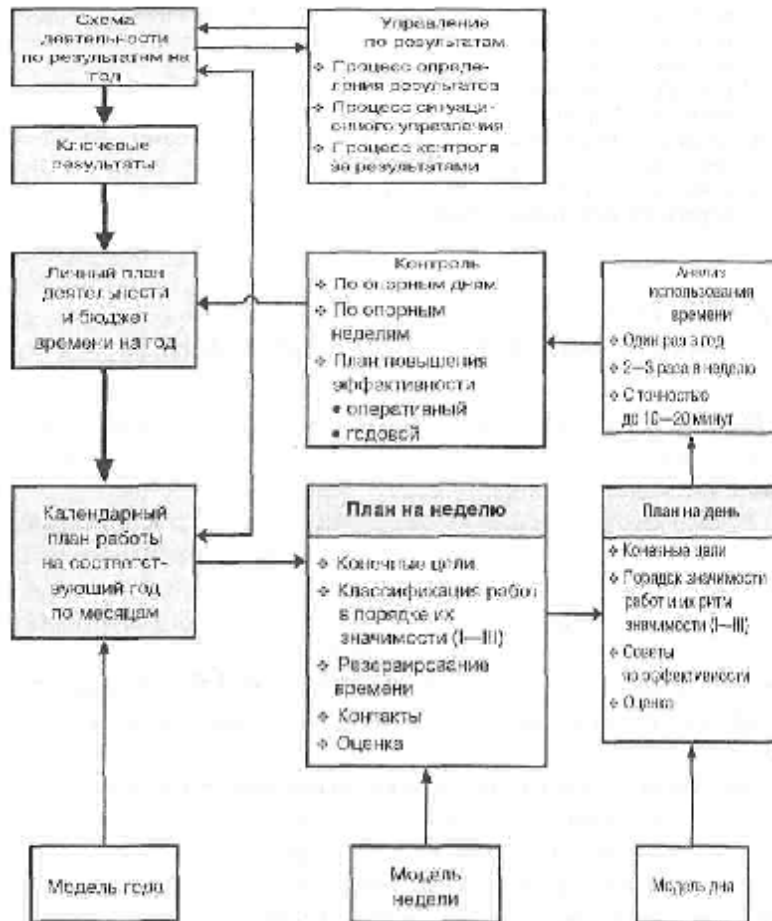 Схема
деятельности
по результатам на
год
Управление
по результатам
❖ Процесс опреде-
ления результатов
❖ Процесс ситуаци-
онного управления
❖ Процесс контроля
за результатами
Ключевые
результаты
Личный план
деятельности
и бюджет
времени на год
Контроль
❖ По опорным дням
❖ По опорным
неделям
❖ План повышения
эффективности
• оперативный
• годовой
Анализ
использования
времени
❖ Один раз в год
❖ 2—3 раза в неделю
❖ С точностью
до 10—20 минут
Календарный
план работы
на соответст-
вующий год
по месяцам
План на неделю
❖ Конечные цели
❖ Классификация работ
в порядке их
значимости (I—III)
❖ Резервирование
времени
❖ Контакты
❖ Оценка
План на день
❖ Конечные цели
❖ Порядок значимости
работ и их ритм
значимости (I—III)
❖ Советы
по эффективности
❖ Оценка
Модель года
Модель
недели
Модель дня